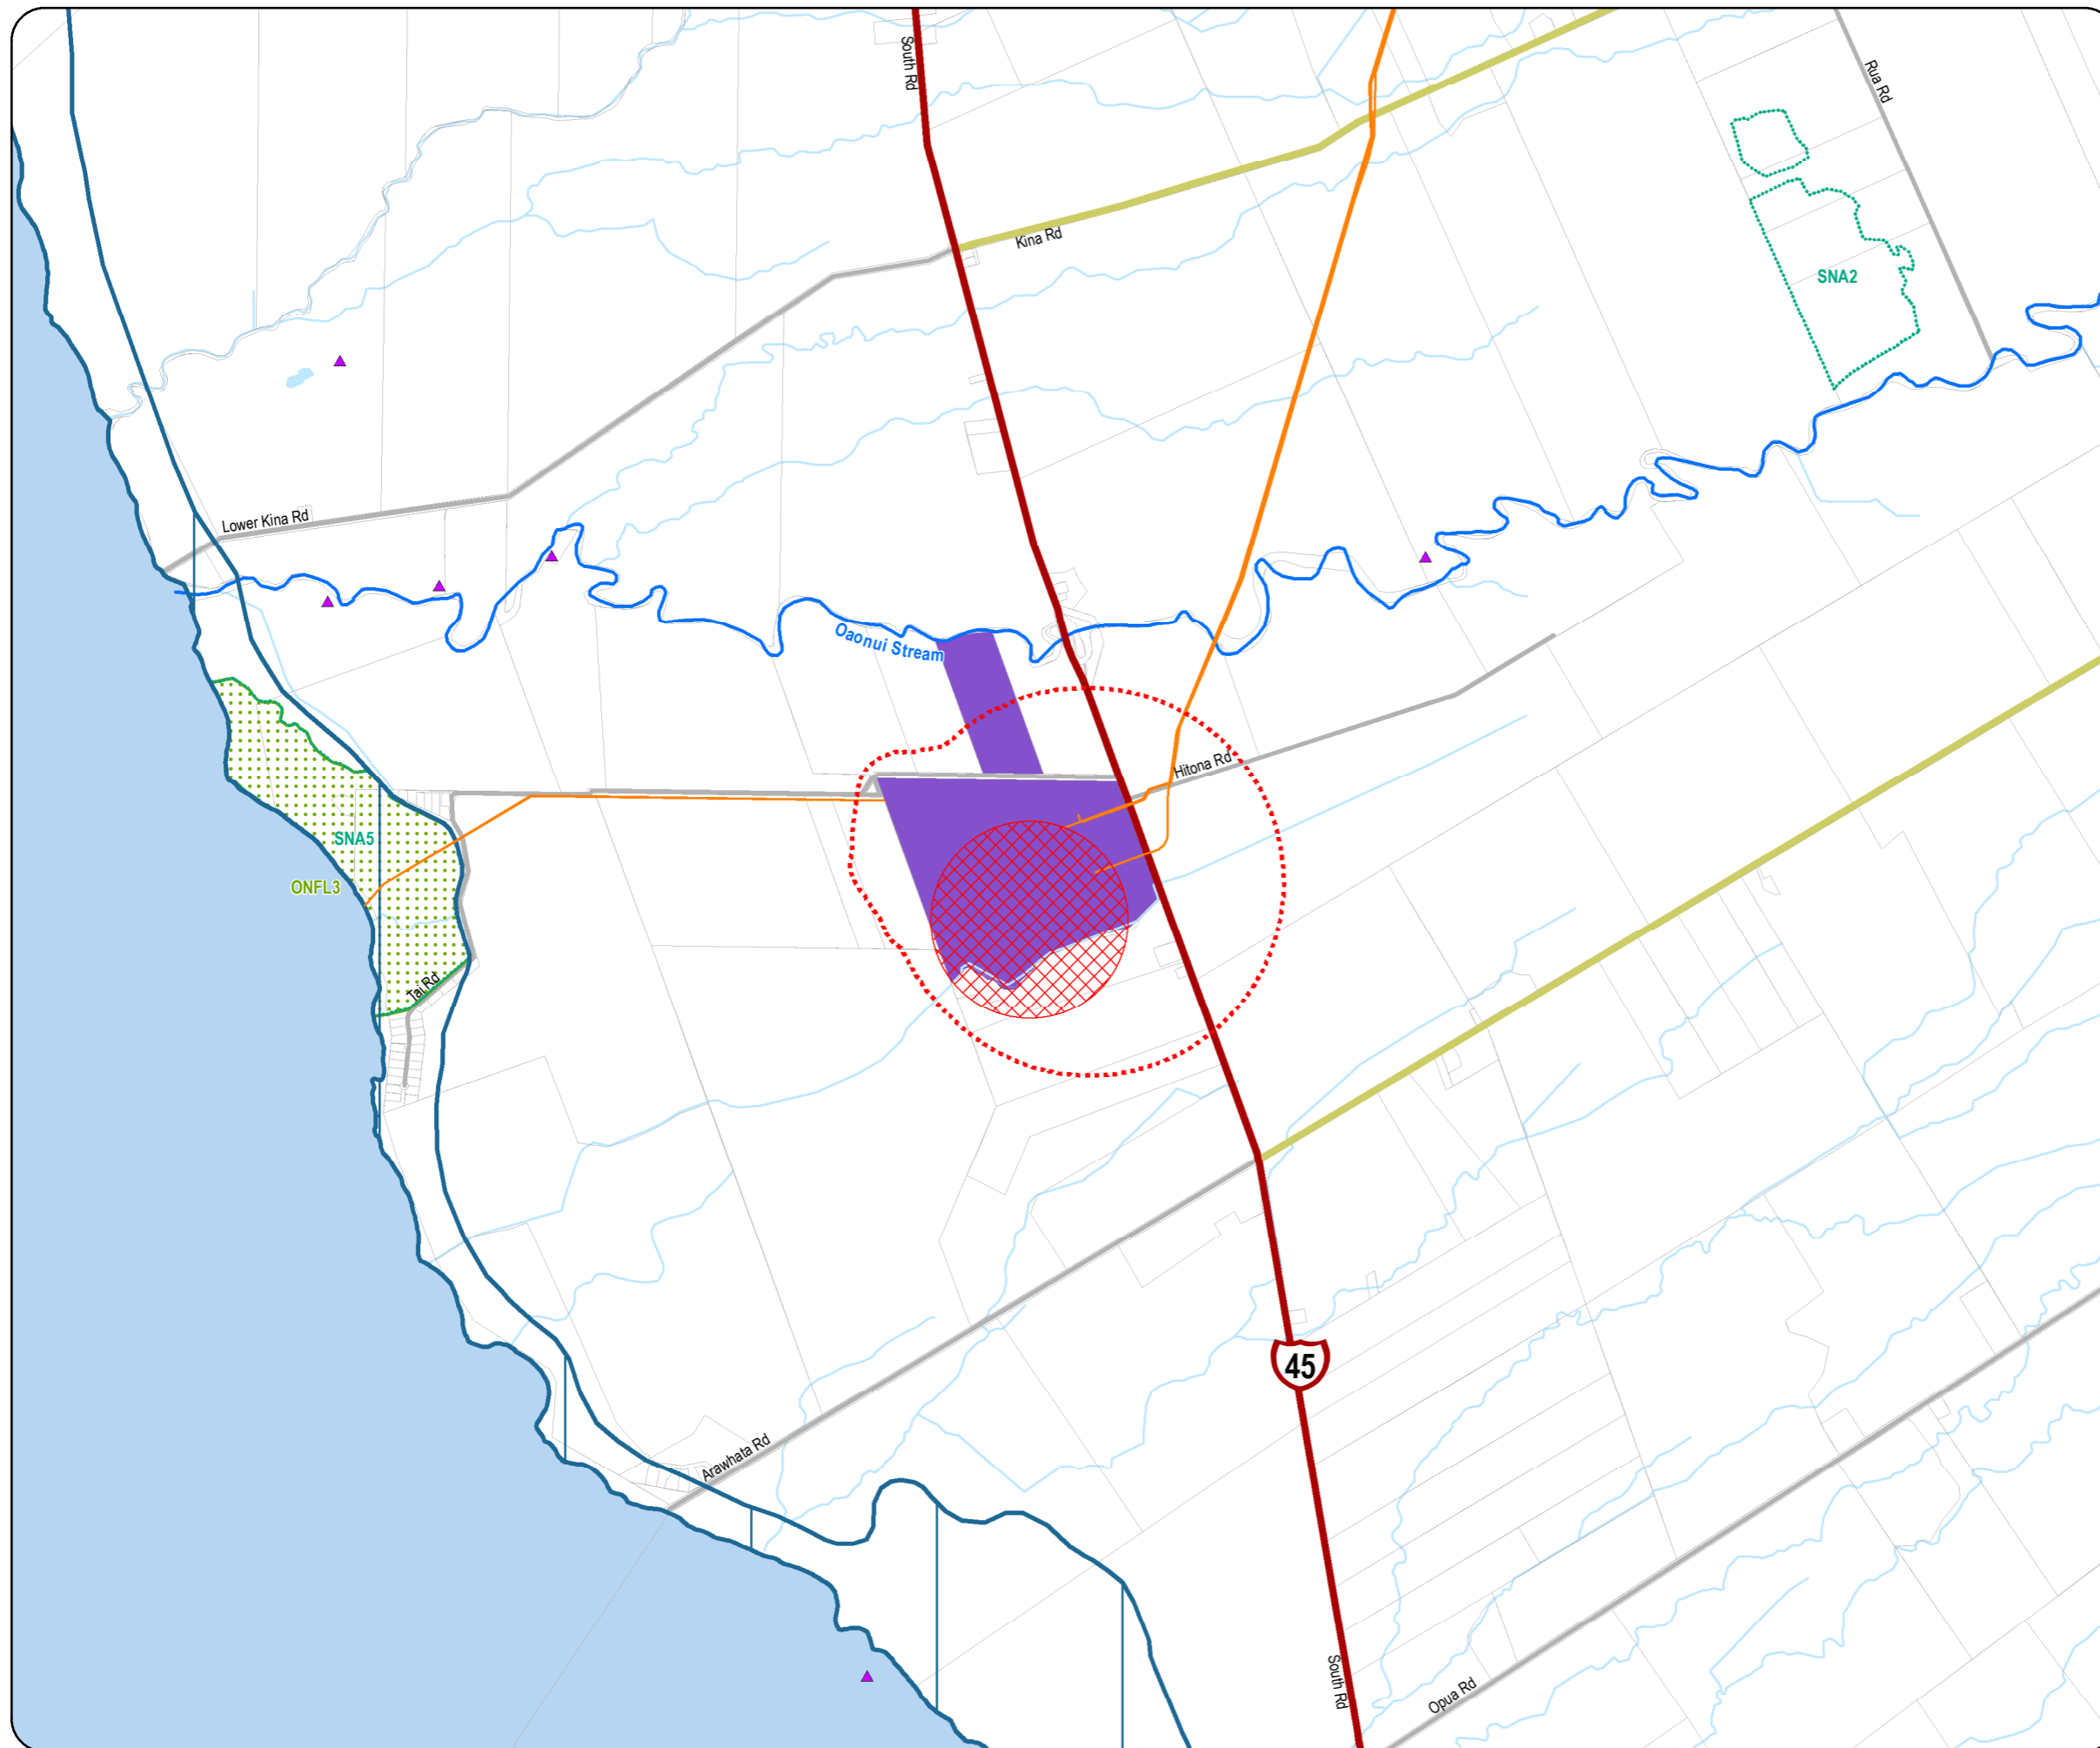 South Rd
Rua Rd
Kina Rd
SNA2
Lower Kina Rd
Oaonui Stream
Hitona Rd
SNA5
ONFL3
Tai Rd
45
Arawhata Rd
South Rd
Opua Rd